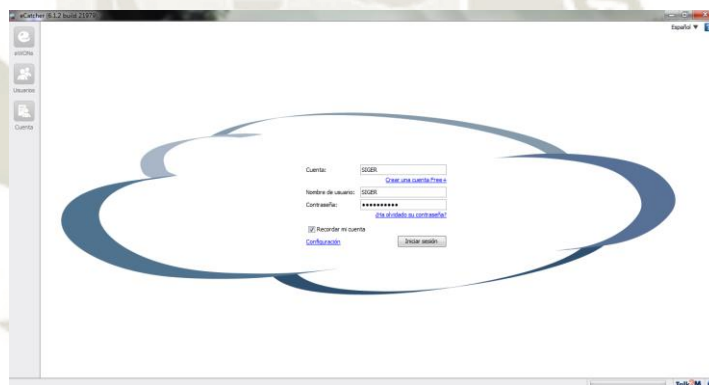 eCatcher (6.1.2 build 21979)
Español ▼
eWONs
Usuarios
Cuenta
Cuenta: SIGER
Crear una cuenta Free+
Nombre de usuario: SIGER
Contraseña: ••••••••••
¿Ha olvidado su contraseña?
Recordar mi cuenta
Configuración Iniciar sesión
Talk2M